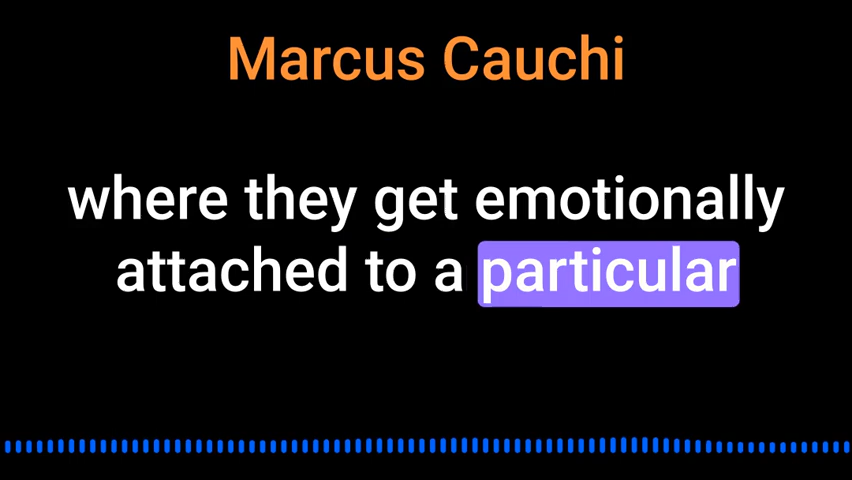 Marcus Cauchi
where they get emotionally
attached to a particular